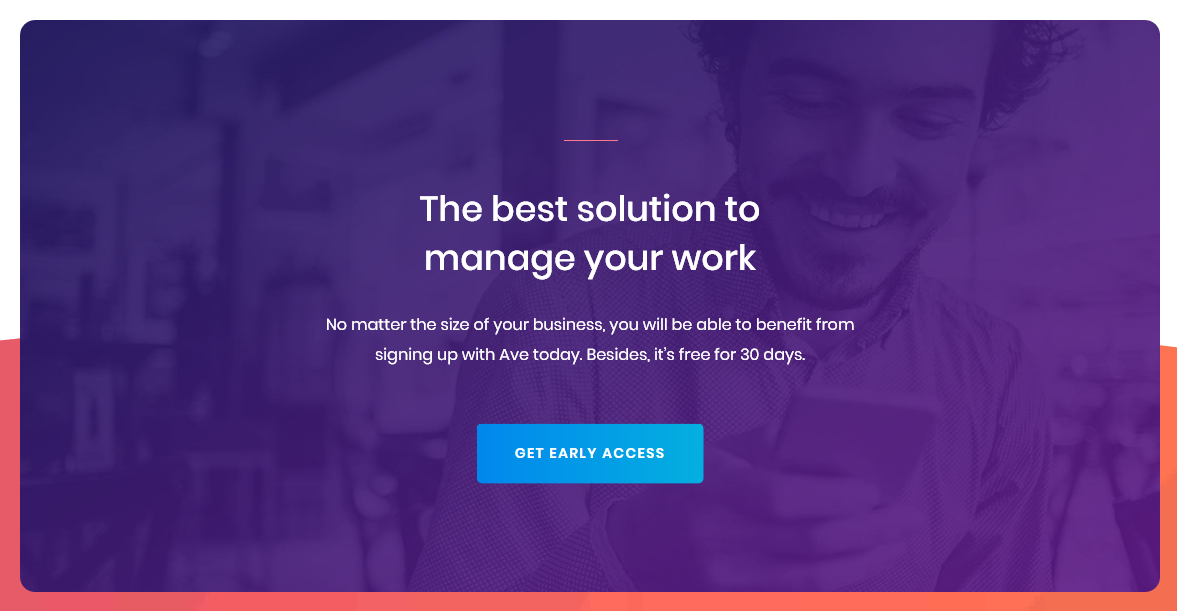 The best solution to
manage your work
No matter the size of your business, you will be able to benefit from
signing up with Ave today. Besides, it's free for 30 days.
GET EARLY ACCESS